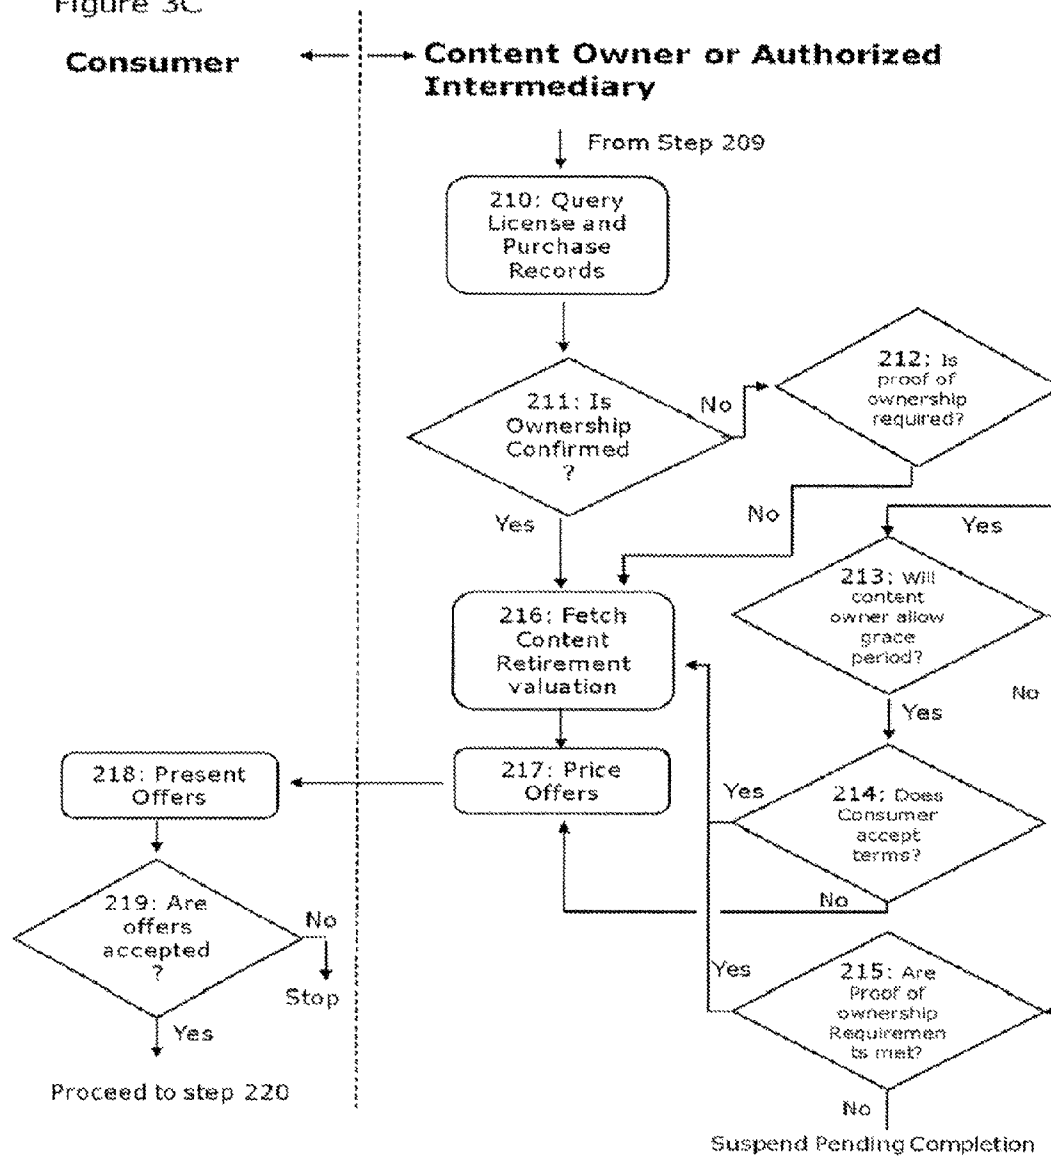 Figure 3C
Consumer
Content Owner or Authorized
Intermediary
From Step 209
210: Query
License and
Purchase
Records
211: Is
Ownership
Confirmed
?
No
212: Is
proof of
ownership
required?
Yes
No
Yes
213: Will
content
owner allow
grace
period?
No
Yes
216: Fetch
Content
Retirement
valuation
217: Price
Offers
218: Present
Offers
Yes
214: Does
Consumer
accept
terms?
No
219: Are
offers
accepted
?
No
Stop
Yes
Proceed to step 220
Yes
215: Are
Proof of
ownership
Requiremen
ts met?
No
Suspend Pending Completion